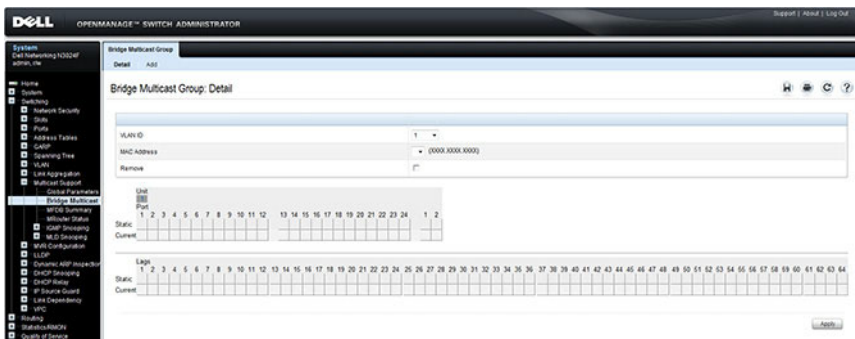 Support | About | Log Out
DELL OPENMANAGE™ SWITCH ADMINISTRATOR
System
Dell Networking N3024F
admin, r/w
Home
System
Switching
Network Security
Slots
Ports
Address Tables
GARP
Spanning Tree
VLAN
Link Aggregation
Multicast Support
Global Parameters
Bridge Multicast
MFDB Summary
MRouter Status
IGMP Snooping
MLD Snooping
MVR Configuration
LLDP
Dynamic ARP Inspection
DHCP Snooping
DHCP Relay
IP Source Guard
Link Dependency
VPC
Routing
Statistics/RMON
Quality of Service
Bridge Multicast Group
Detail Add
Bridge Multicast Group: Detail
VLAN ID 1
MAC Address (XXXX.XXXX.XXXX)
Remove
Unit
Port
1 2 3 4 5 6 7 8 9 10 11 12 13 14 15 16 17 18 19 20 21 22 23 24 1 2
Static
Current
Lags
1 2 3 4 5 6 7 8 9 10 11 12 13 14 15 16 17 18 19 20 21 22 23 24 25 26 27 28 29 30 31 32 33 34 35 36 37 38 39 40 41 42 43 44 45 46 47 48 49 50 51 52 53 54 55 56 57 58 59 60 61 62 63 64
Static
Current
Apply